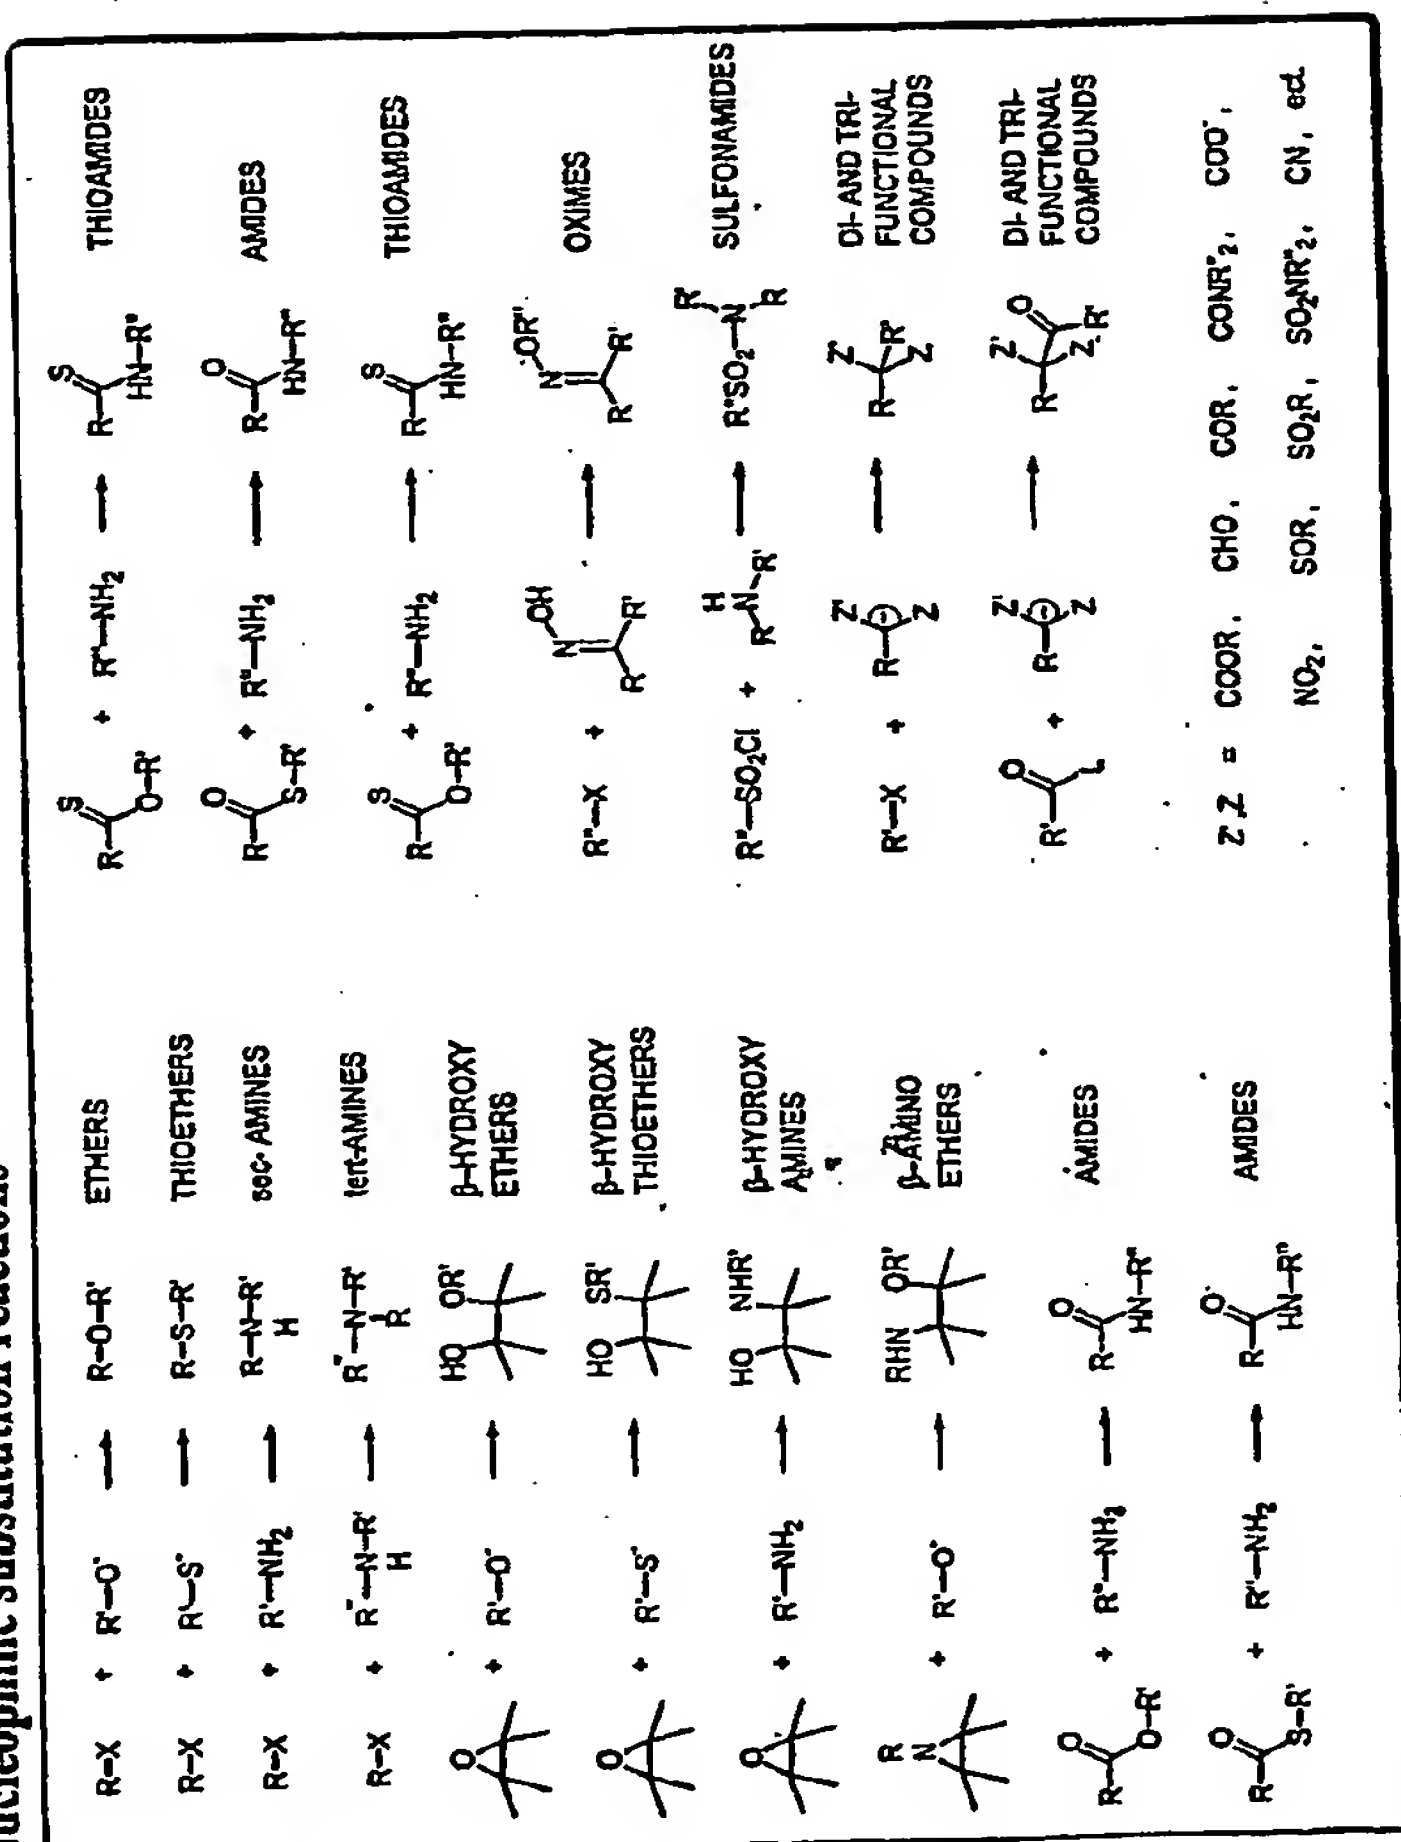 ucleophilic substitution reactions
R–X + R'–O⁻ → R–O–R' ETHERS
R–X + R'–S⁻ → R–S–R' THIOETHERS
R–X + R'–NH₂ → R–N–R' sec- AMINES
H
R–X + R''–N–R' → R''–N–R' tert-AMINES
H R
O + R'–O⁻ → HO OR' β–HYDROXY
ETHERS
O + R'–S⁻ → HO SR' β–HYDROXY
THIOETHERS
O + R'–NH₂ → HO NHR' β–HYDROXY
AMINES
R
N + R'–O⁻ → RHN OR' β–AMINO
ETHERS
R O O–R' + R''–NH₂ → R O HN–R'' AMIDES
R O S–R' + R''–NH₂ → R O HN–R'' AMIDES
R S O–R' + R''–NH₂ → R S HN–R'' THIOAMIDES
R O S–R' + R''–NH₂ → R O HN–R'' AMIDES
R S O–R' + R''–NH₂ → R S HN–R'' THIOAMIDES
R''–X + R N OH R' → R N OR'' R' OXIMES
R''–SO₂Cl + R H N–R' → R''SO₂–N R' R SULFONAMIDES
R'–X + R Z' (–) Z → R Z' R' Z DI- AND TRI-
FUNCTIONAL
COMPOUNDS
R' O L + R Z' (–) Z → R Z' O Z R' DI- AND TRI-
FUNCTIONAL
COMPOUNDS
Z',Z = COOR, CHO, COR, CONR''₂, COO⁻,
NO₂, SOR, SO₂R, SO₂NR''₂, CN, ect.